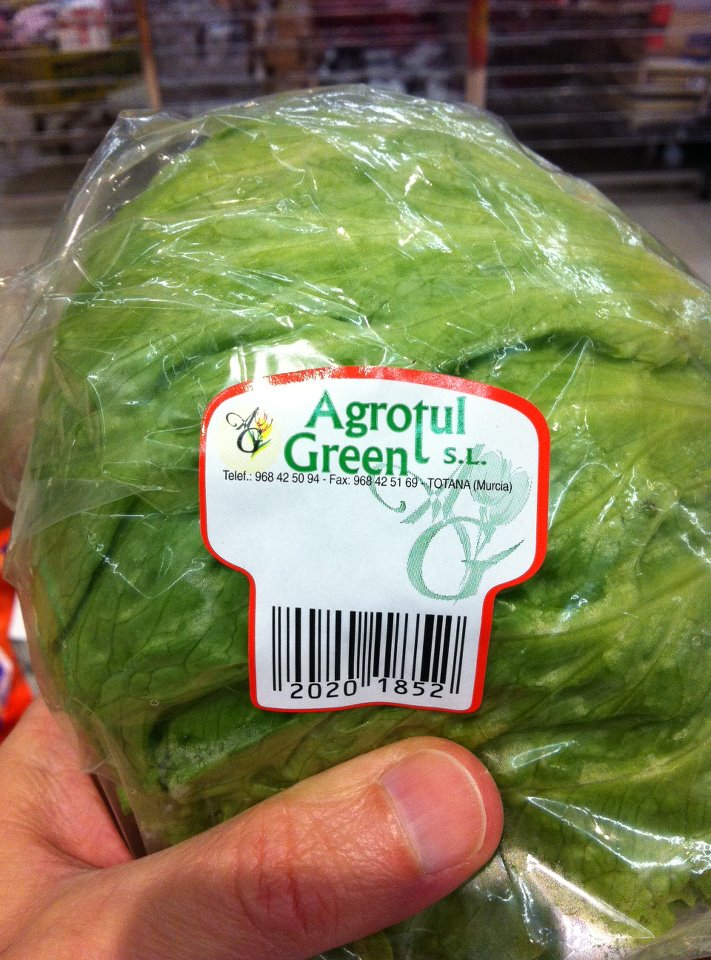 Agrotul
Green S.L.
Telef.: 968 42 50 94 - Fax: 968 42 51 69 - TOTANA (Murcia)
2020 1852